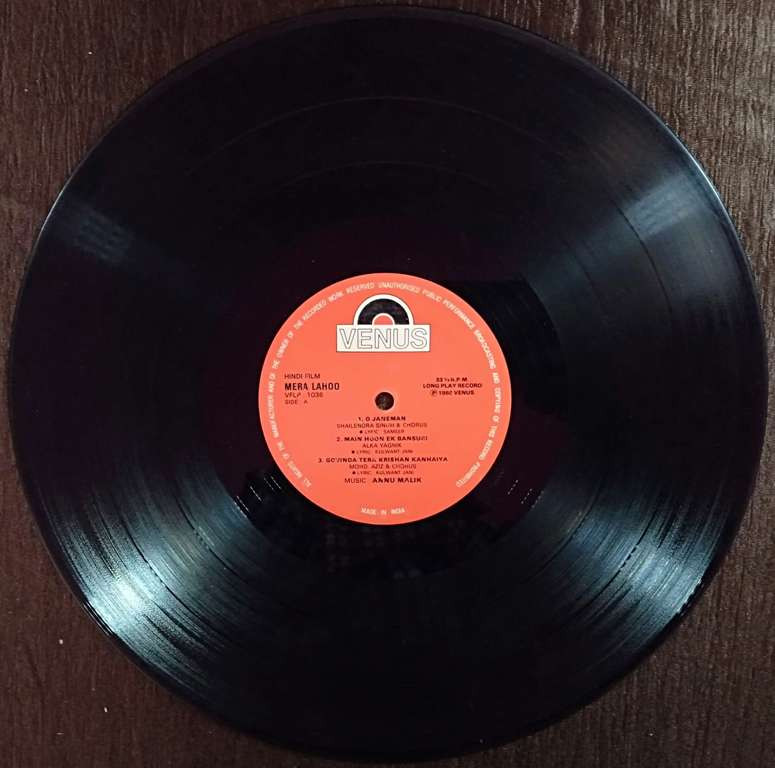 ALL RIGHTS OF THE MANUFACTURER AND OF THE OWNER OF THE RECORDED WORK RESERVED UNAUTHORISED PUBLIC PERFORMANCE BROADCASTING AND COPYING OF THIS RECORD PROHIBITED
VENUS
HINDI FILM
MERA LAHOO
VFLP 1036
SIDE A
33 ⅓ R.P.M
LONG PLAY RECORD
℗ 1987 VENUS
1. O JANEMAN
SHAILENDRA SINGH & CHORUS
● LYRIC : SAMEER
2. MAIN HOON EK BANSURI
ALKA YAGNIK
● LYRIC : KULWANT JANI
3. GOVINDA TERA KRISHAN KANHAIYA
MOHD. AZIZ & CHORUS
● LYRIC : KULWANT JANI
MUSIC : ANNU MALIK
MADE IN INDIA